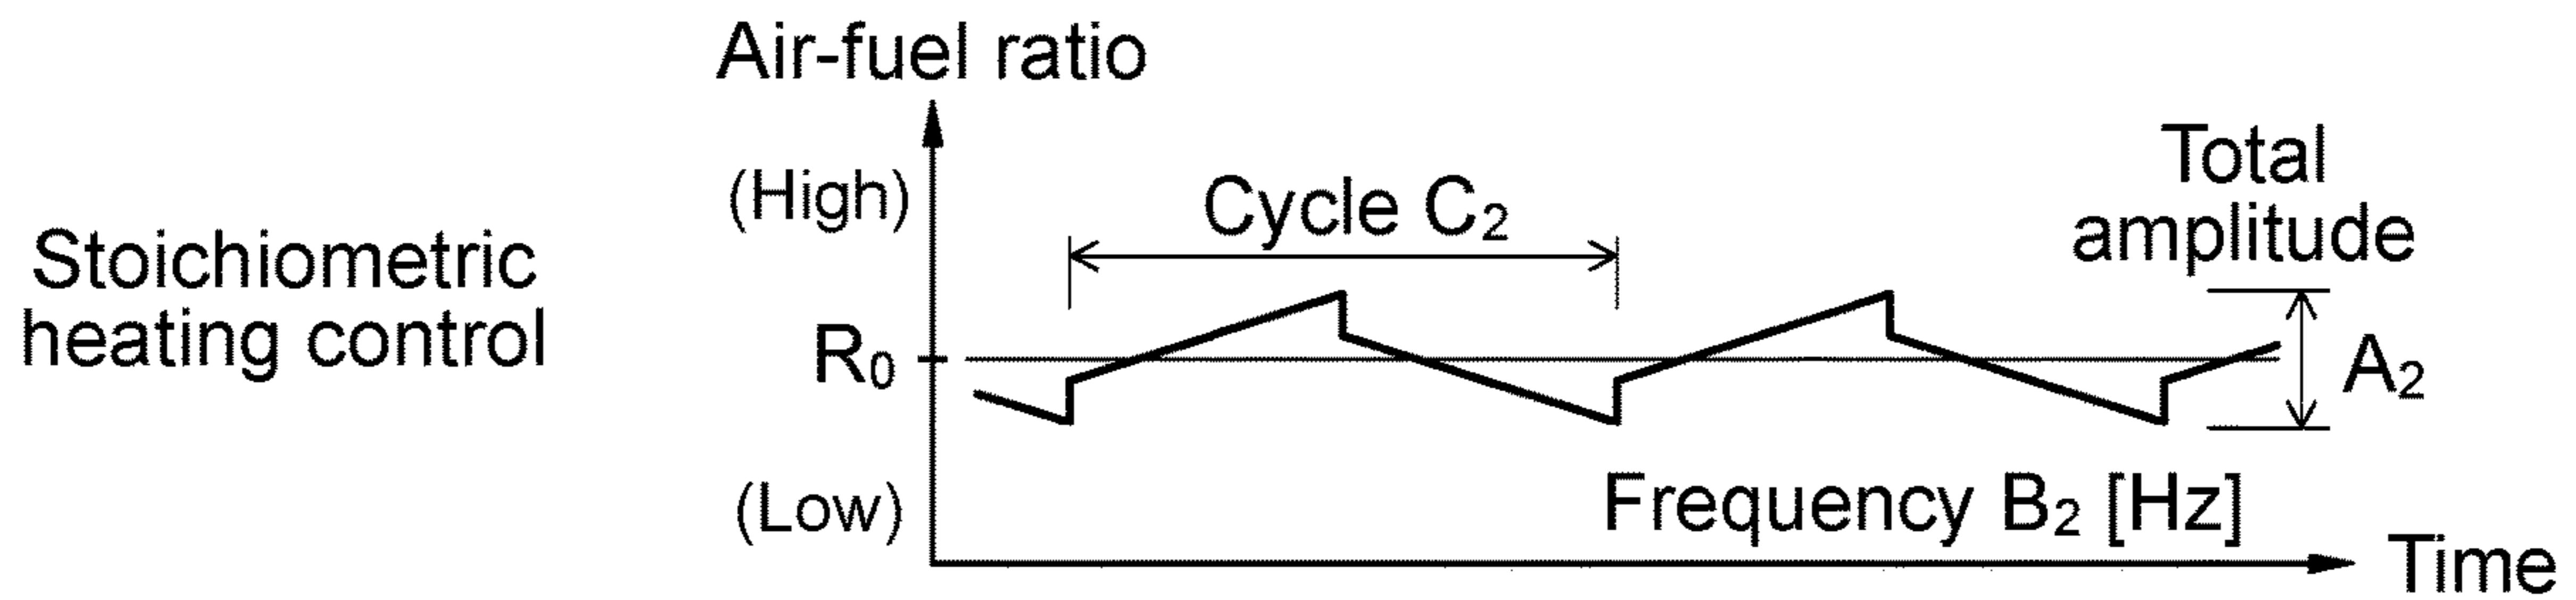 Air-fuel ratio
(High)
Stoichiometric
heating control
R₀
(Low)
Cycle C₂
Total
amplitude
A₂
Frequency B₂ [Hz]
Time